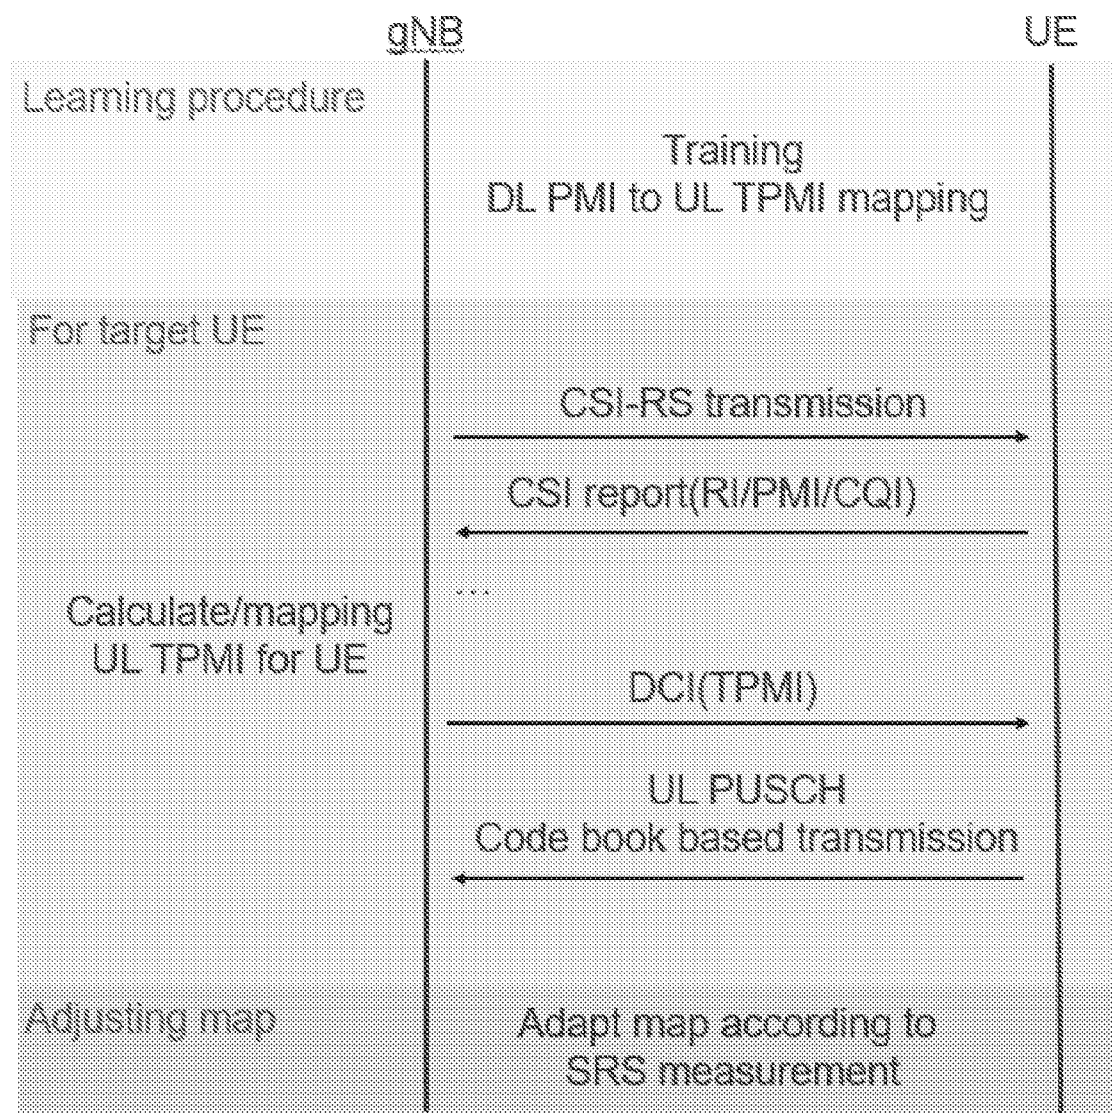 gNB
UE
Learning procedure
Training
DL PMI to UL TPMI mapping
For target UE
CSI-RS transmission
CSI report(RI/PMI/CQI)
...
Calculate/mapping
UL TPMI for UE
DCI(TPMI)
UL PUSCH
Code book based transmission
Adjusting map
Adapt map according to
SRS measurement